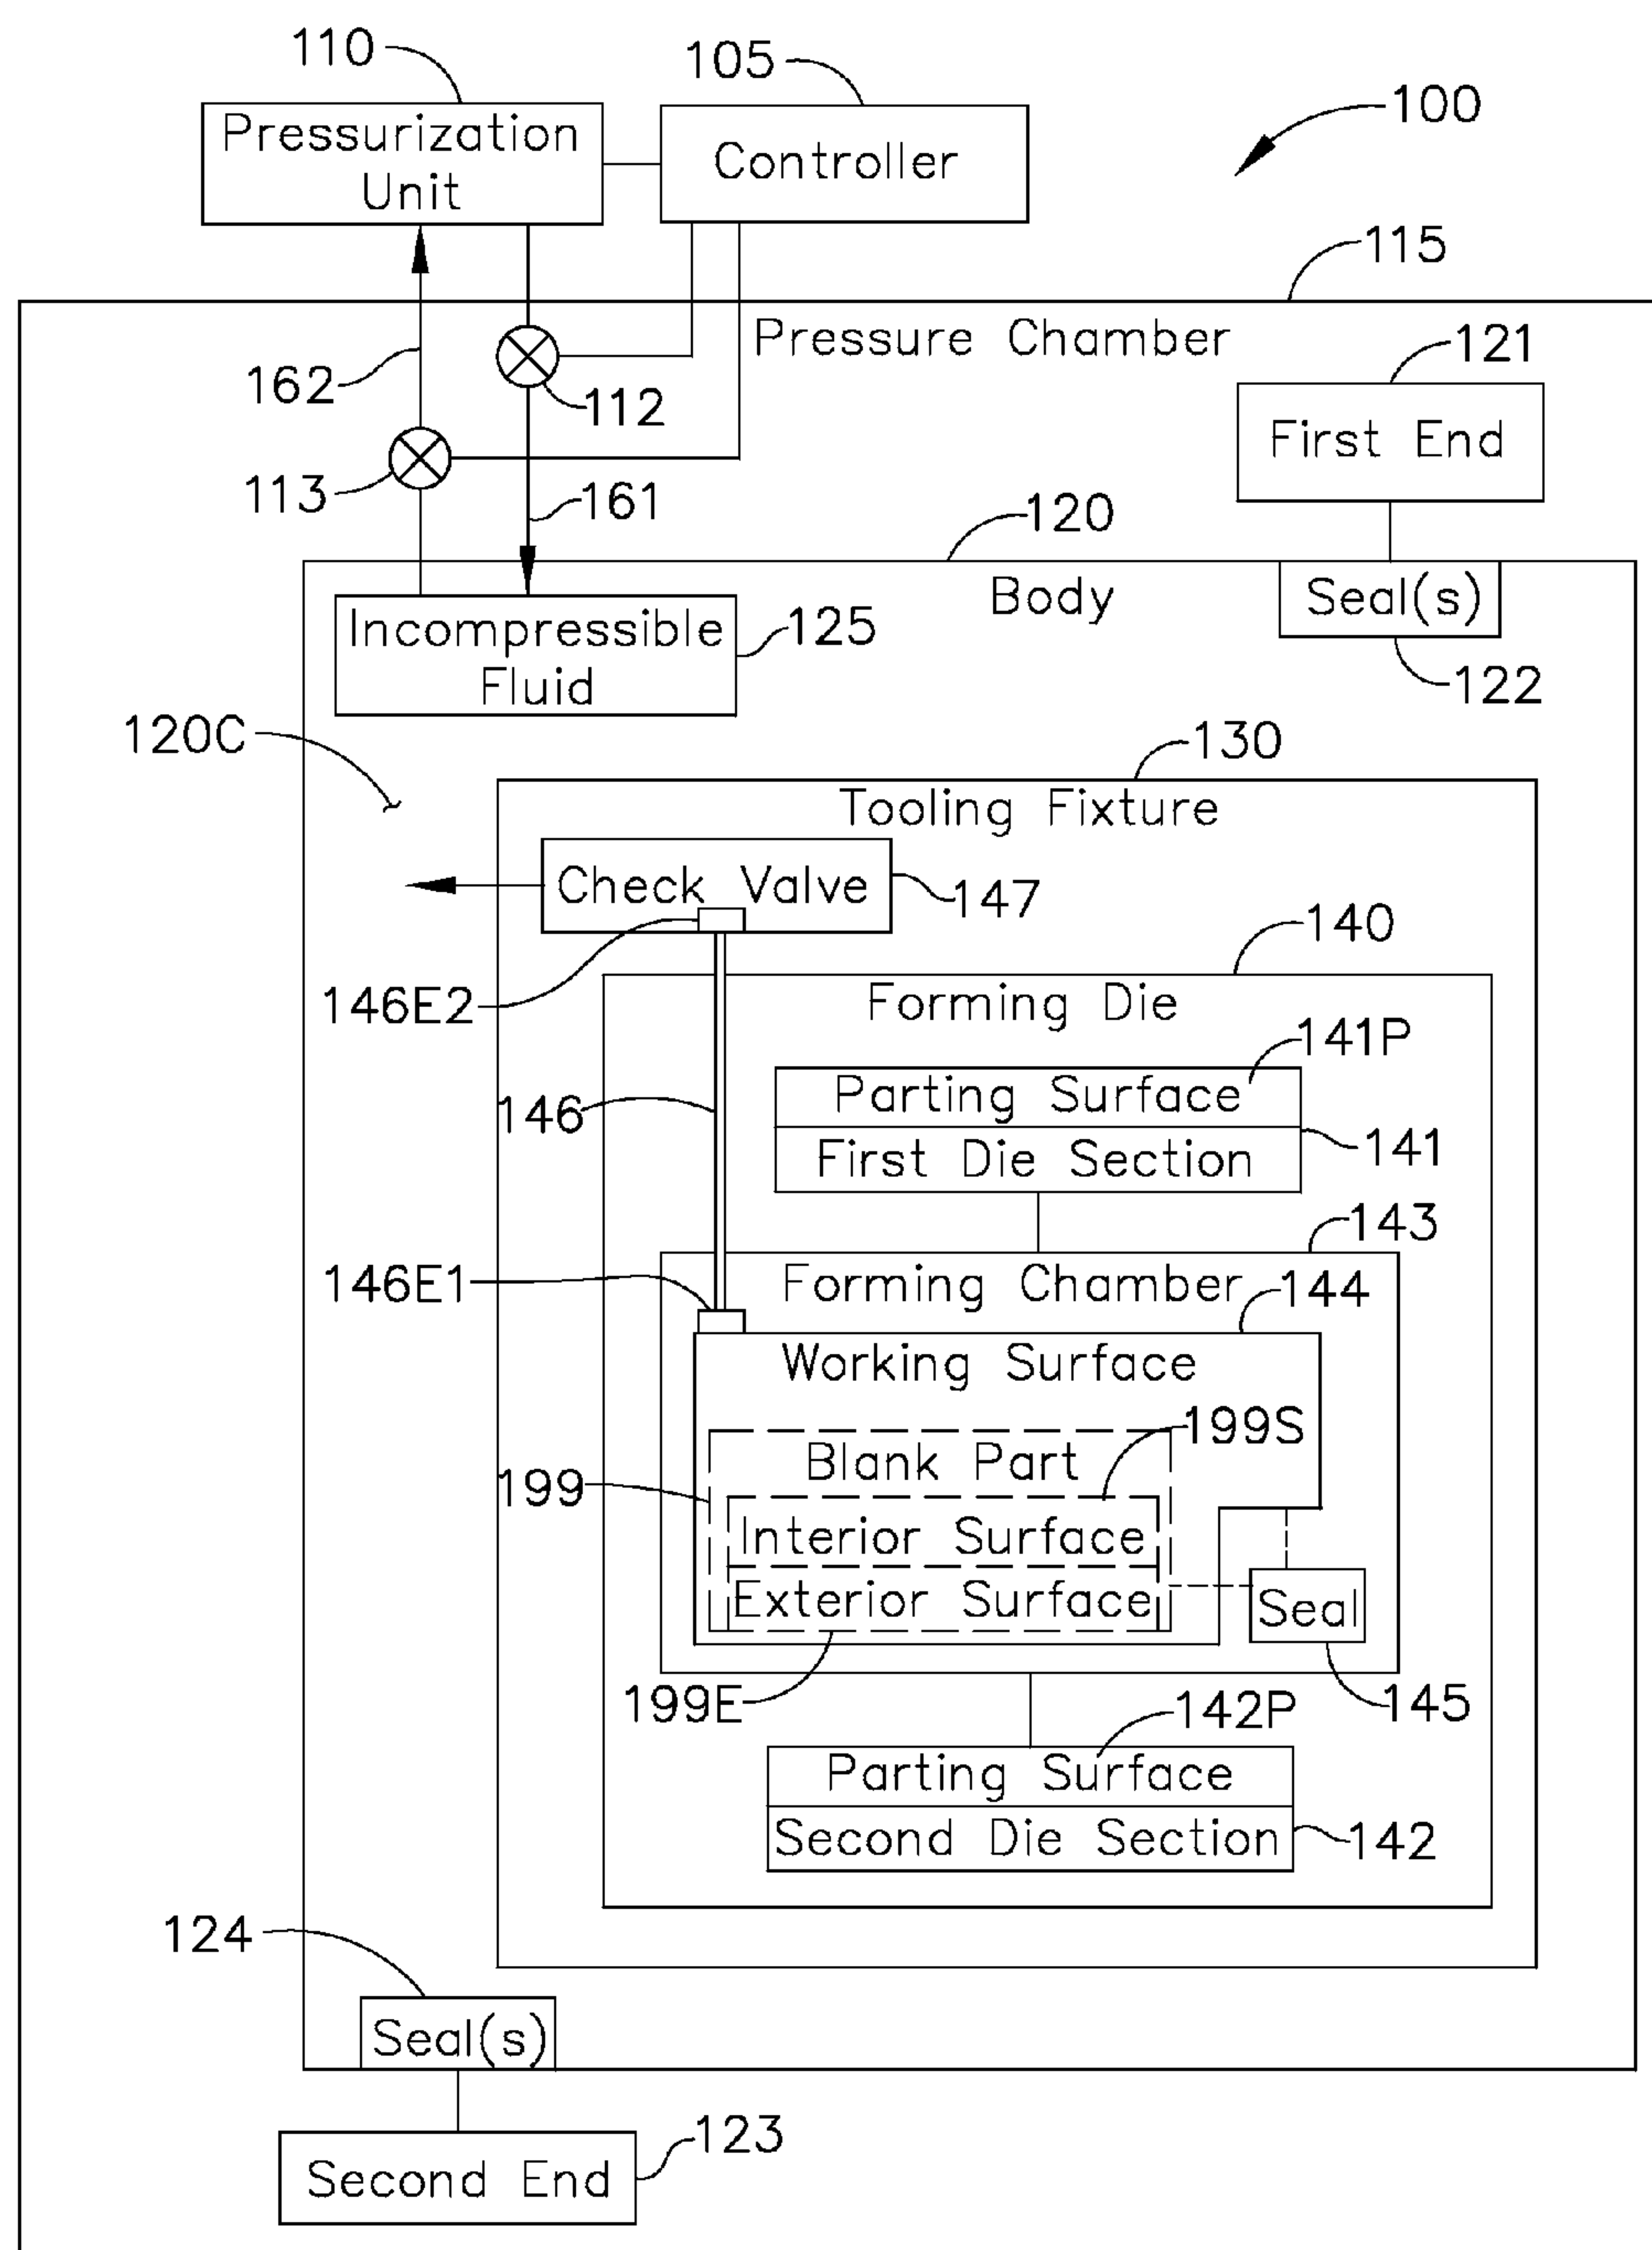 110
105
100
Pressurization
Unit
Controller
115
Pressure Chamber
121
162
112
First End
113
161
120
Body
Seal(s)
Incompressible
Fluid
125
122
120C
130
Tooling Fixture
Check Valve
147
140
146E2
Forming Die
141P
Parting Surface
146
First Die Section
141
143
146E1
Forming Chamber
144
Working Surface
199S
Blank Part
199
Interior Surface
Exterior Surface
Seal
199E
142P
145
Parting Surface
Second Die Section
142
124
Seal(s)
123
Second End